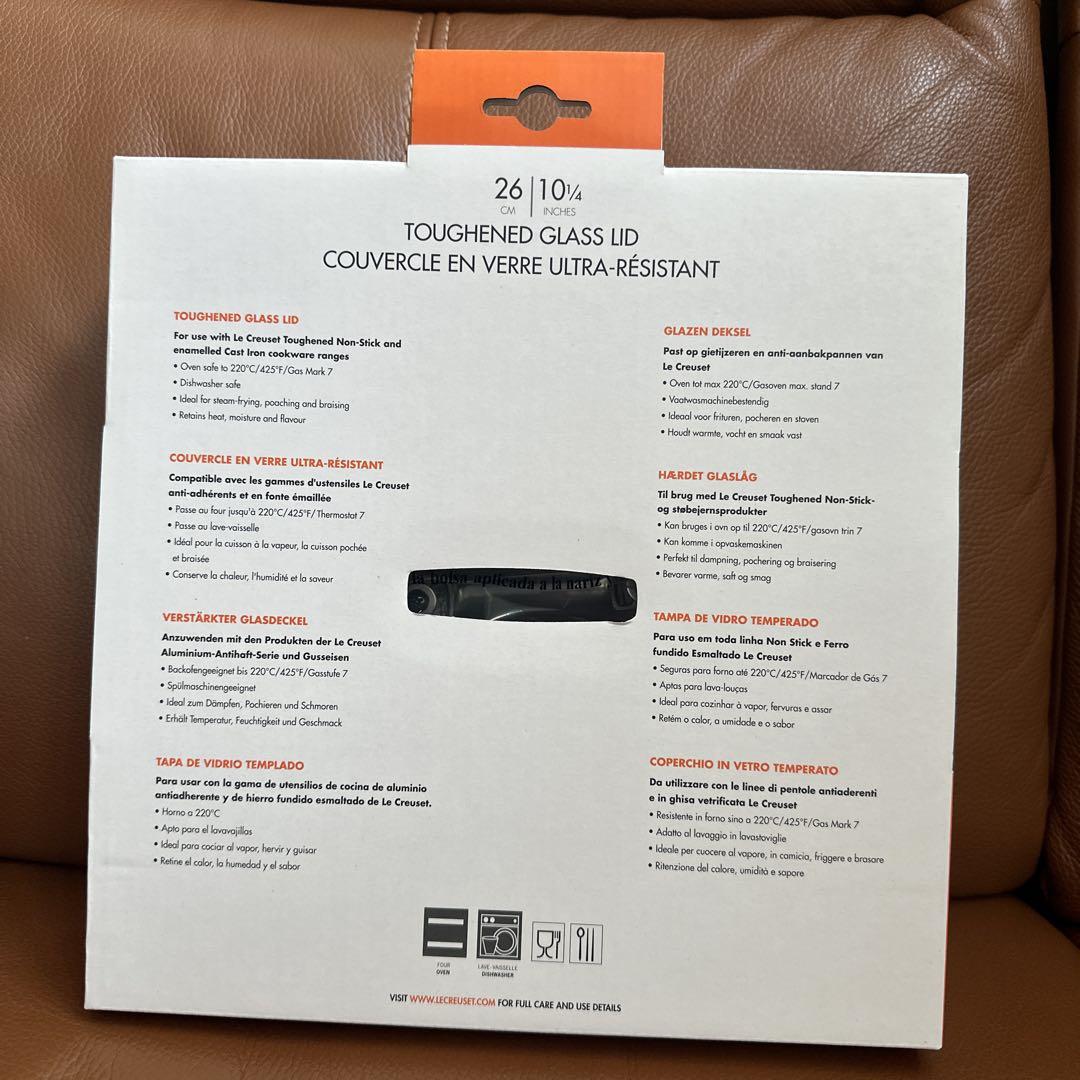 26 | 10¼
CM INCHES
TOUGHENED GLASS LID
COUVERCLE EN VERRE ULTRA-RÉSISTANT
TOUGHENED GLASS LID
For use with Le Creuset Toughened Non-Stick and
enamelled Cast Iron cookware ranges
• Oven safe to 220°C/425°F/Gas Mark 7
• Dishwasher safe
• Ideal for steam-frying, poaching and braising
• Retains heat, moisture and flavour
COUVERCLE EN VERRE ULTRA-RÉSISTANT
Compatible avec les gammes d'ustensiles Le Creuset
anti-adhérents et en fonte émaillée
• Passe au four jusqu'à 220°C/425°F/Thermostat 7
• Passe au lave-vaisselle
• Idéal pour la cuisson à la vapeur, la cuisson pochée
et braisée
• Conserve la chaleur, l'humidité et la saveur
VERSTÄRKTER GLASDECKEL
Anzuwenden mit den Produkten der Le Creuset
Aluminium-Antihaft-Serie und Gusseisen
• Backofengeeignet bis 220°C/425°F/Gasstufe 7
• Spülmaschinengeeignet
• Ideal zum Dämpfen, Pochieren und Schmoren
• Erhält Temperatur, Feuchtigkeit und Geschmack
TAPA DE VIDRIO TEMPLADO
Para usar con la gama de utensilios de cocina de aluminio
antiadherente y de hierro fundido esmaltado de Le Creuset.
• Horno a 220°C
• Apto para el lavavajillas
• Ideal para cociar al vapor, hervir y guisar
• Retine el calor, la humedad y el sabor
GLAZEN DEKSEL
Past op gietijzeren en anti-aanbakpannen van
Le Creuset
• Oven tot max 220°C/Gasoven max. stand 7
• Vaatwasmachinebestendig
• Ideaal voor frituren, pocheren en stoven
• Houdt warmte, vocht en smaak vast
HÆRDET GLASLÅG
Til brug med Le Creuset Toughened Non-Stick-
og støbejernsprodukter
• Kan bruges i ovn op til 220°C/425°F/gasovn trin 7
• Kan komme i opvaskemaskinen
• Perfekt til dampning, pochering og braisering
• Bevarer varme, saft og smag
TAMPA DE VIDRO TEMPERADO
Para uso em toda linha Non Stick e Ferro
fundido Esmaltado Le Creuset
• Seguras para forno até 220°C/425°F/Marcador de Gás 7
• Aptas para lava-louças
• Ideal para cozinhar à vapor, fervuras e assar
• Retém o calor, a umidade e o sabor
COPERCHIO IN VETRO TEMPERATO
Da utilizzare con le linee di pentole antiaderenti
e in ghisa vetrificata Le Creuset
• Resistente in forno sino a 220°C/425°F/Gas Mark 7
• Adatto al lavaggio in lavastoviglie
• Ideale per cuocere al vapore, in camicia, friggere e brasare
• Ritenzione del calore, umidità e sapore
la bolsa aplicada a la nariz
FOUR
OVEN
LAVE-VAISSELLE
DISHWASHER
VISIT WWW.LECREUSET.COM FOR FULL CARE AND USE DETAILS